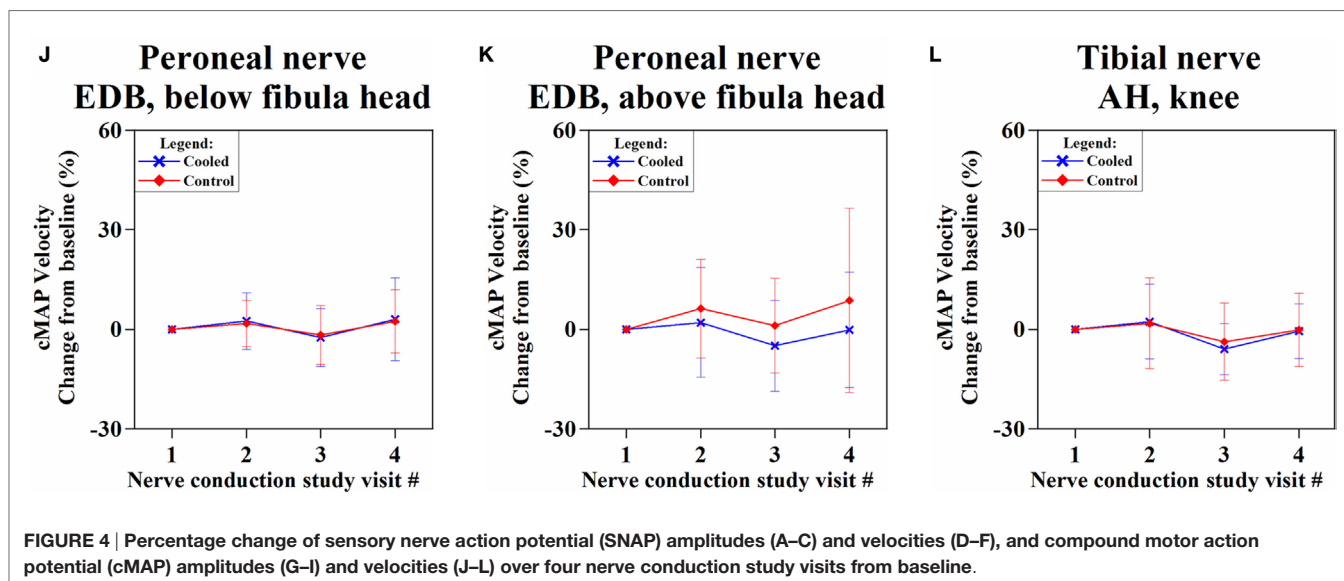 J
Peroneal nerve
EDB, below fibula head
60
30
0
-30
cMAP Velocity
Change from baseline (%)
Legend:
Cooled
Control
1 2 3 4
Nerve conduction study visit #
K
Peroneal nerve
EDB, above fibula head
60
30
0
-30
cMAP Velocity
Change from baseline (%)
Legend:
Cooled
Control
1 2 3 4
Nerve conduction study visit #
L
Tibial nerve
AH, knee
60
30
0
-30
cMAP Velocity
Change from baseline (%)
Legend:
Cooled
Control
1 2 3 4
Nerve conduction study visit #
FIGURE 4 | Percentage change of sensory nerve action potential (SNAP) amplitudes (A–C) and velocities (D–F), and compound motor action
potential (cMAP) amplitudes (G–I) and velocities (J–L) over four nerve conduction study visits from baseline.